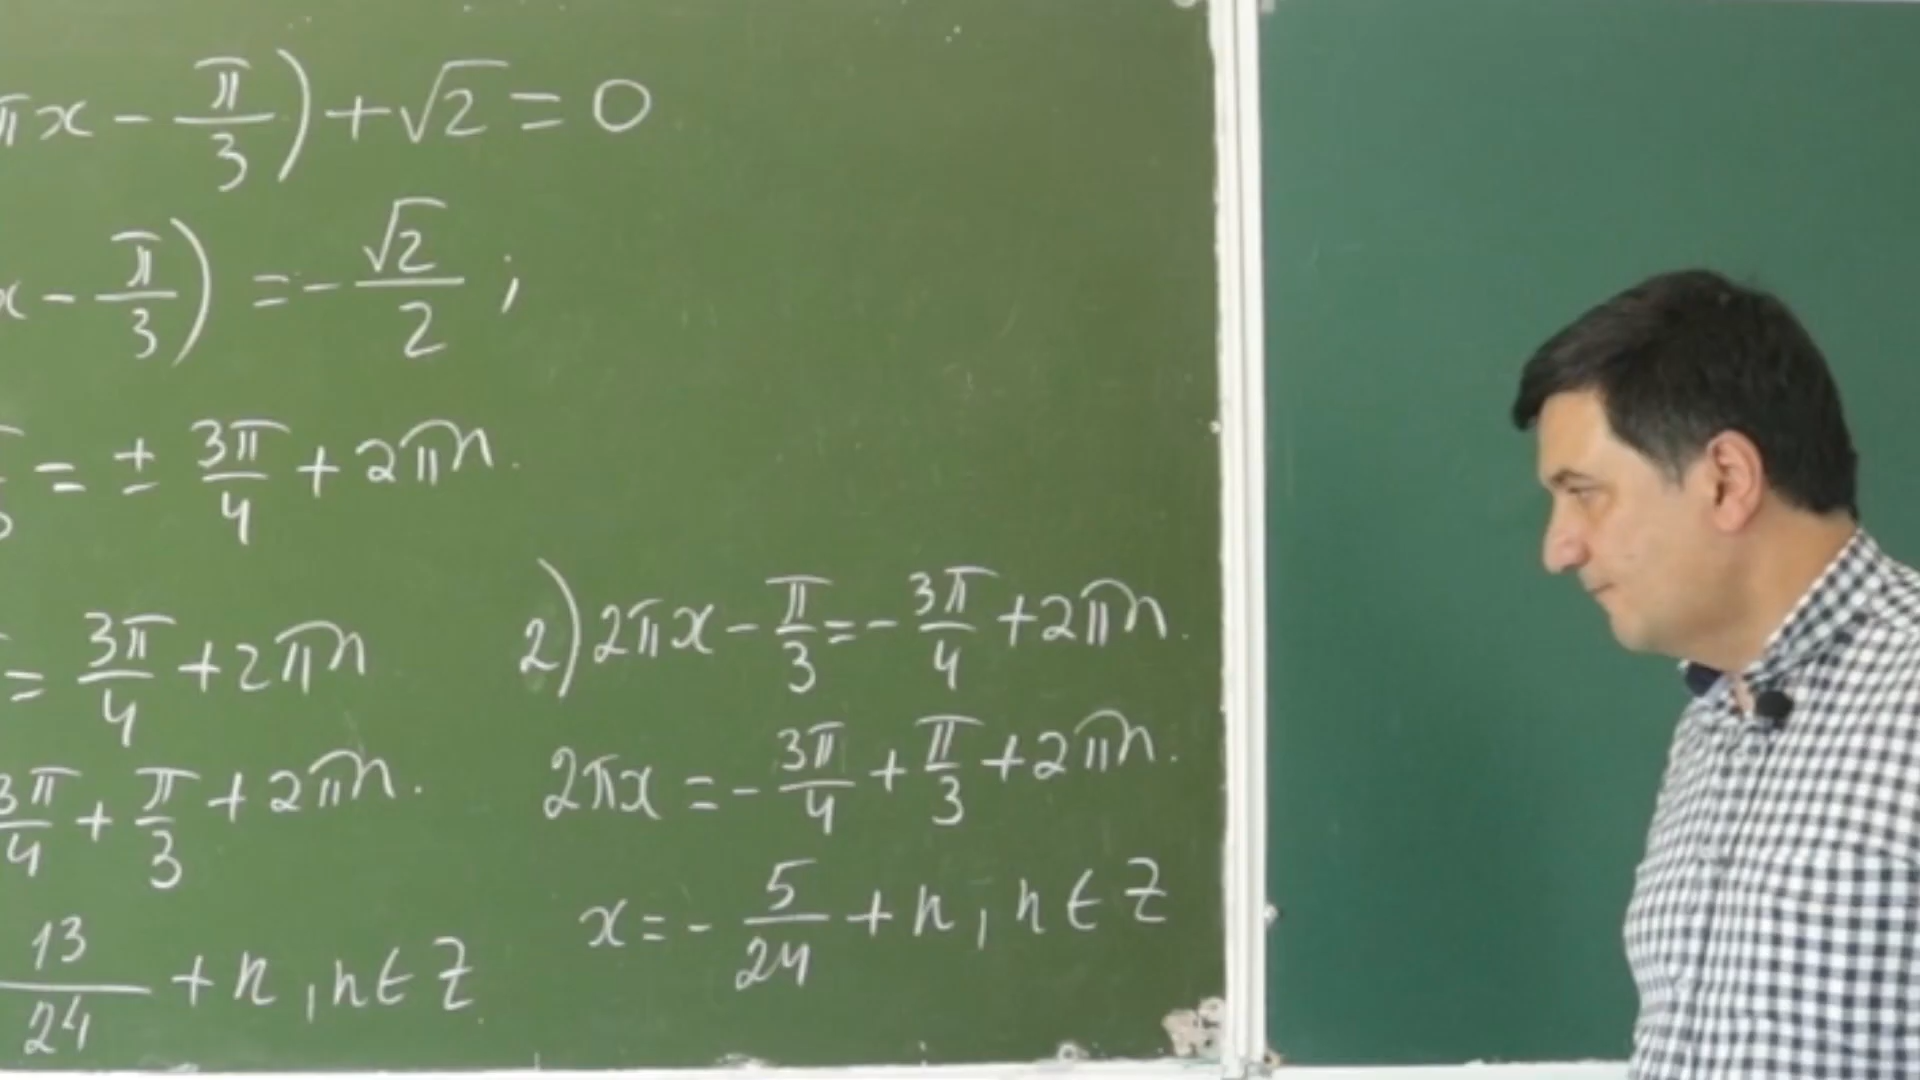 πx - π/3) + √2 = 0
x - π/3) = - √2/2 ;
= ± 3π/4 + 2πn.
= 3π/4 + 2πn
3π/4 + π/3 + 2πn.
13/24 + n, n ∈ Z
2) 2πx - π/3 = - 3π/4 + 2πn.
2πx = - 3π/4 + π/3 + 2πn.
x = - 5/24 + n, n ∈ Z